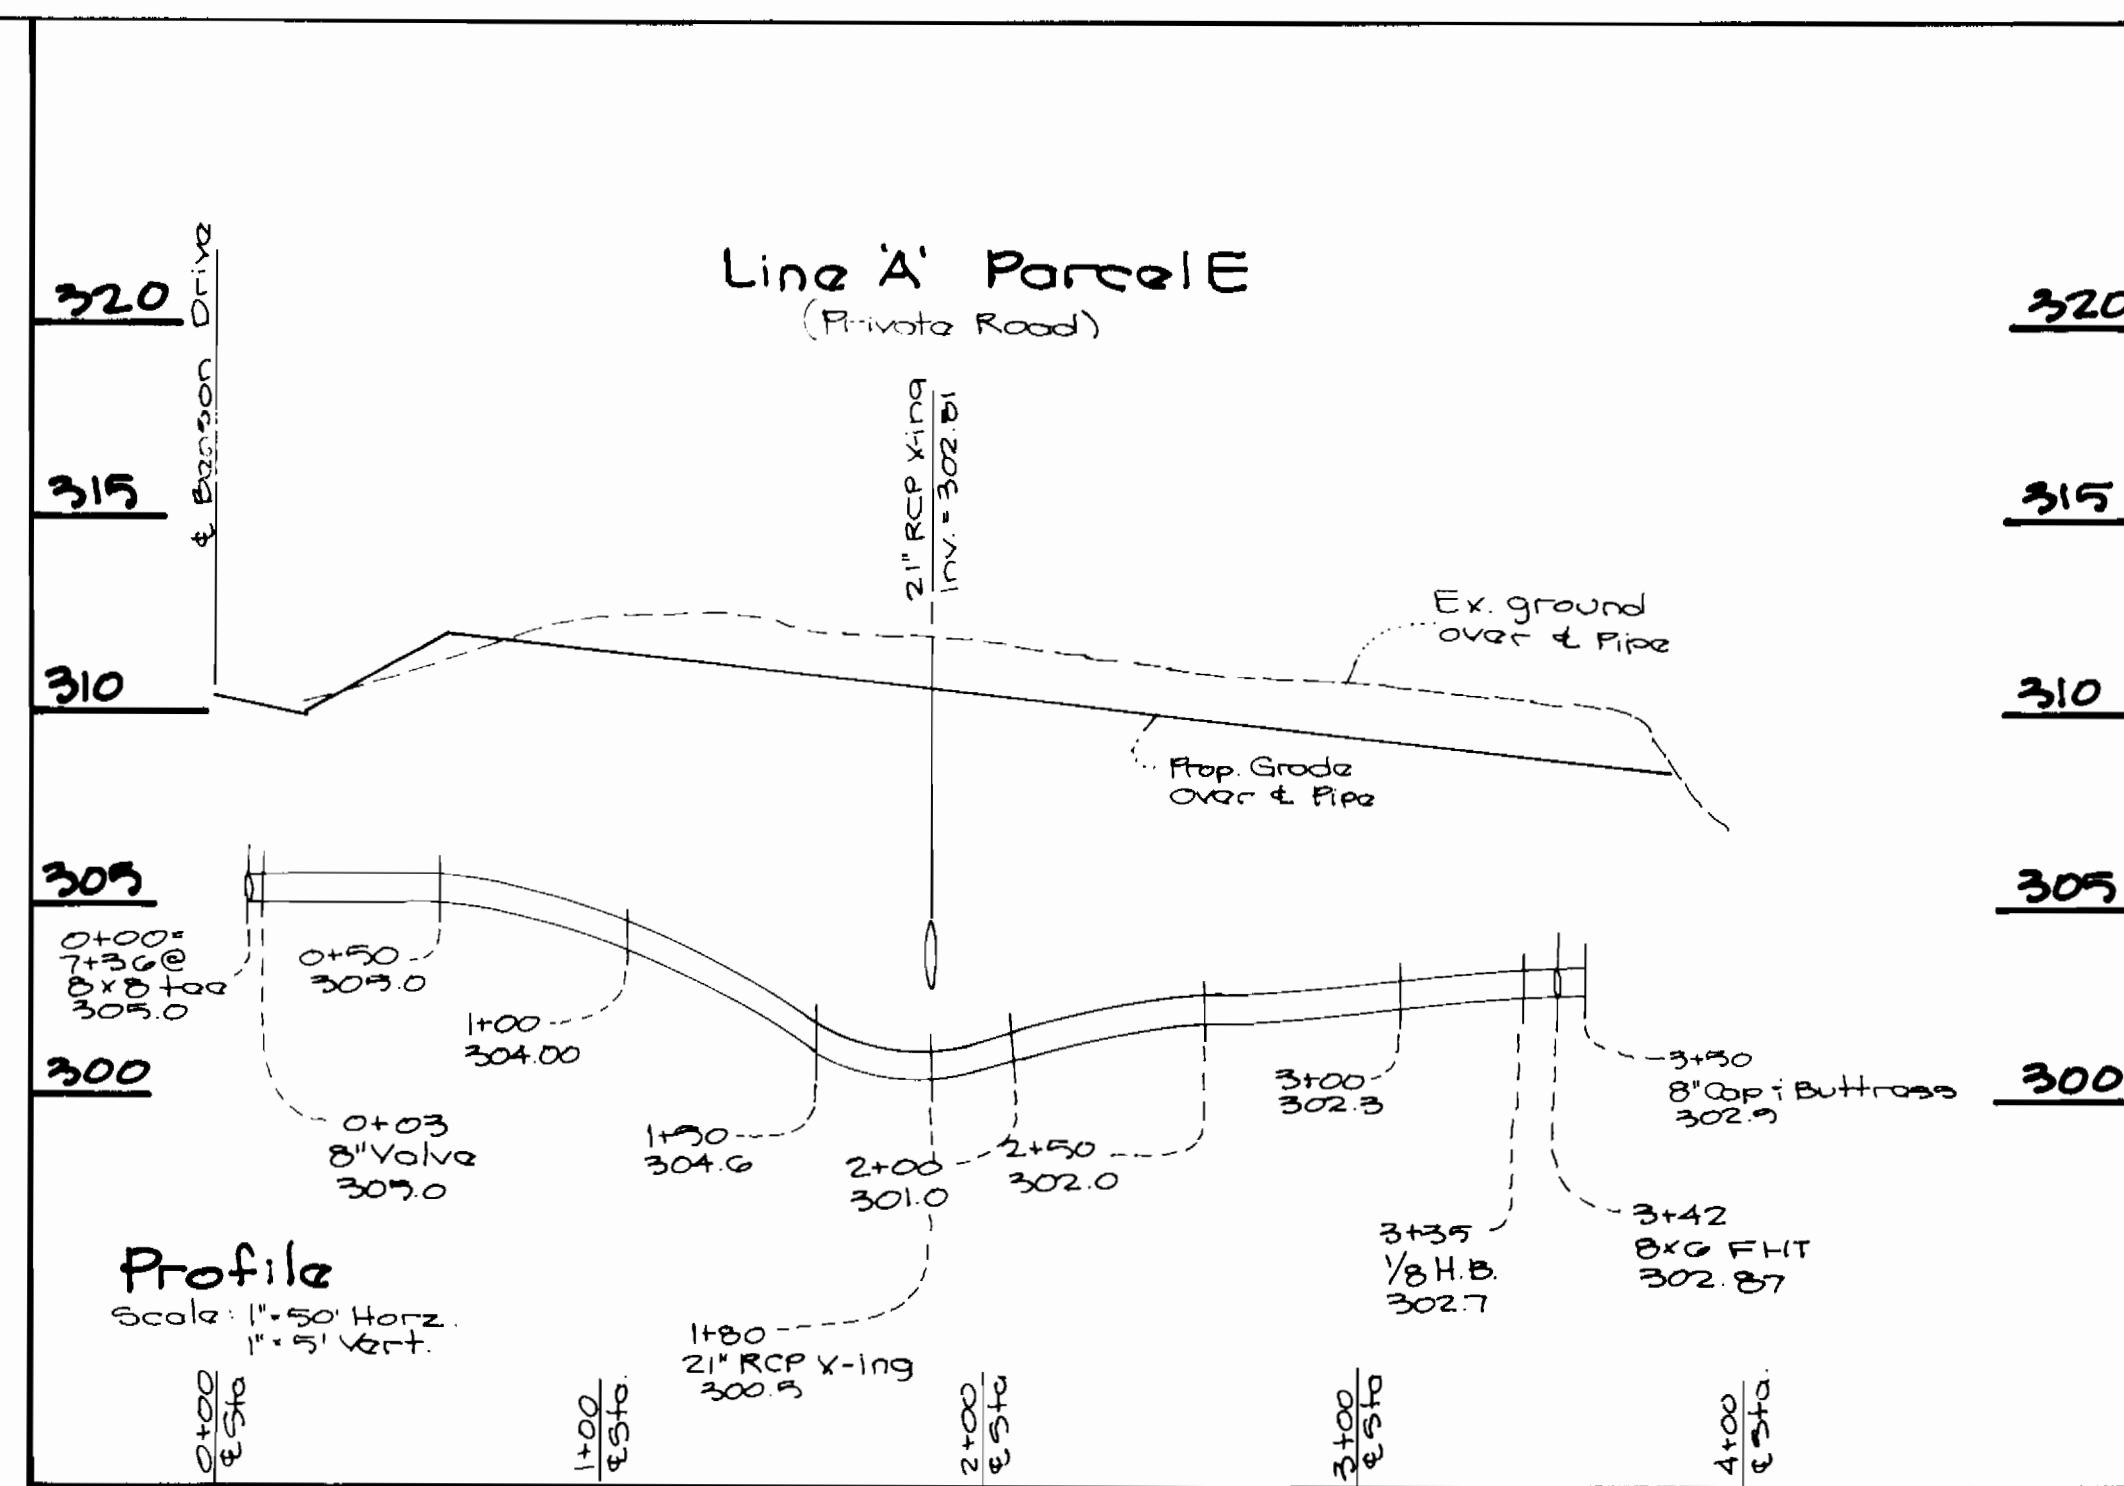 Line 'A' Parcel E
(Private Road)
320
315
310
305
300
320
315
310
305
300
℄ Benson Drive
21" RCP X-ing
Inv. = 302.81
Ex. ground
over ℄ Pipe
Prop. Grade
over ℄ Pipe
0+00=
7+36@
8x8 tee
305.0
0+03
8" Valve
305.0
0+50
305.0
1+00
304.00
1+50
304.6
2+00
301.0
1+80
21" RCP X-ing
300.5
2+50
302.0
3+00
302.3
3+35
1/8 H.B.
302.7
3+42
8x6 FHT
302.87
3+50
8" Cap & Buttress
302.9
Profile
Scale: 1"=50' Horz.
1"=5' Vert.
0+00
℄ Sta
1+00
℄ Sta.
2+00
℄ Sta
3+00
℄ Sta
4+00
℄ Sta.